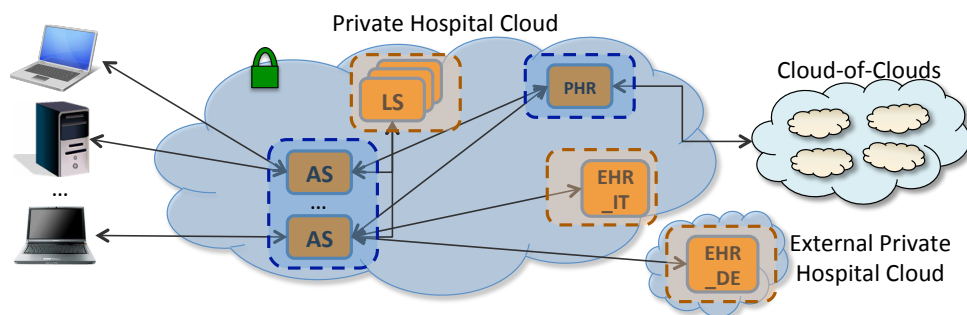 Private Hospital Cloud
Cloud-of-Clouds
LS
PHR
AS
...
AS
...
EHR
_IT
EHR
_DE
External Private
Hospital Cloud